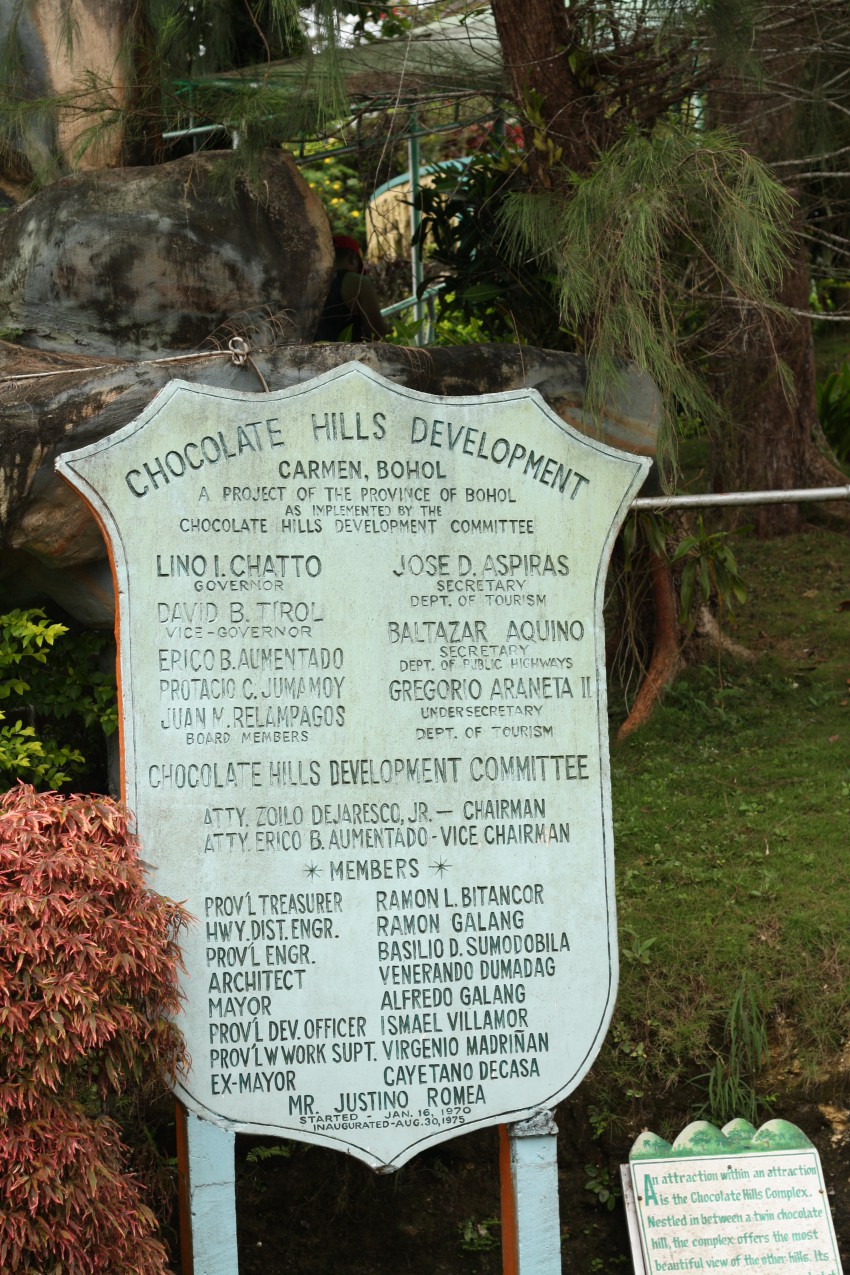 CHOCOLATE HILLS DEVELOPMENT
CARMEN, BOHOL
A PROJECT OF THE PROVINCE OF BOHOL
AS IMPLEMENTED BY THE
CHOCOLATE HILLS DEVELOPMENT COMMITTEE
LINO I. CHATTO
GOVERNOR
DAVID B. TIROL
VICE-GOVERNOR
ERICO B. AUMENTADO
PROTACIO C. JUMAMOY
JUAN M. RELAMPAGOS
BOARD MEMBERS
JOSE D. ASPIRAS
SECRETARY
DEPT. OF TOURISM
BALTAZAR AQUINO
SECRETARY
DEPT. OF PUBLIC HIGHWAYS
GREGORIO ARANETA II
UNDERSECRETARY
DEPT. OF TOURISM
CHOCOLATE HILLS DEVELOPMENT COMMITTEE
ATTY. ZOILO DEJARESCO, JR. — CHAIRMAN
ATTY. ERICO B. AUMENTADO - VICE CHAIRMAN
MEMBERS
PROV'L TREASURER RAMON L. BITANCOR
HWY. DIST. ENGR. RAMON GALANG
PROV'L ENGR. BASILIO D. SUMODOBILA
ARCHITECT VENERANDO DUMADAG
MAYOR ALFREDO GALANG
PROV'L DEV. OFFICER ISMAEL VILLAMOR
PROV'L W WORK SUPT. VIRGENIO MADRIÑAN
EX-MAYOR CAYETANO DECASA
MR. JUSTINO ROMEA
STARTED - JAN. 16, 1970
INAUGURATED - AUG. 30, 1975
An attraction within an attraction
is the Chocolate Hills Complex.
Nestled in between a twin chocolate
hill, the complex offers the most
beautiful view of the other hills. Its